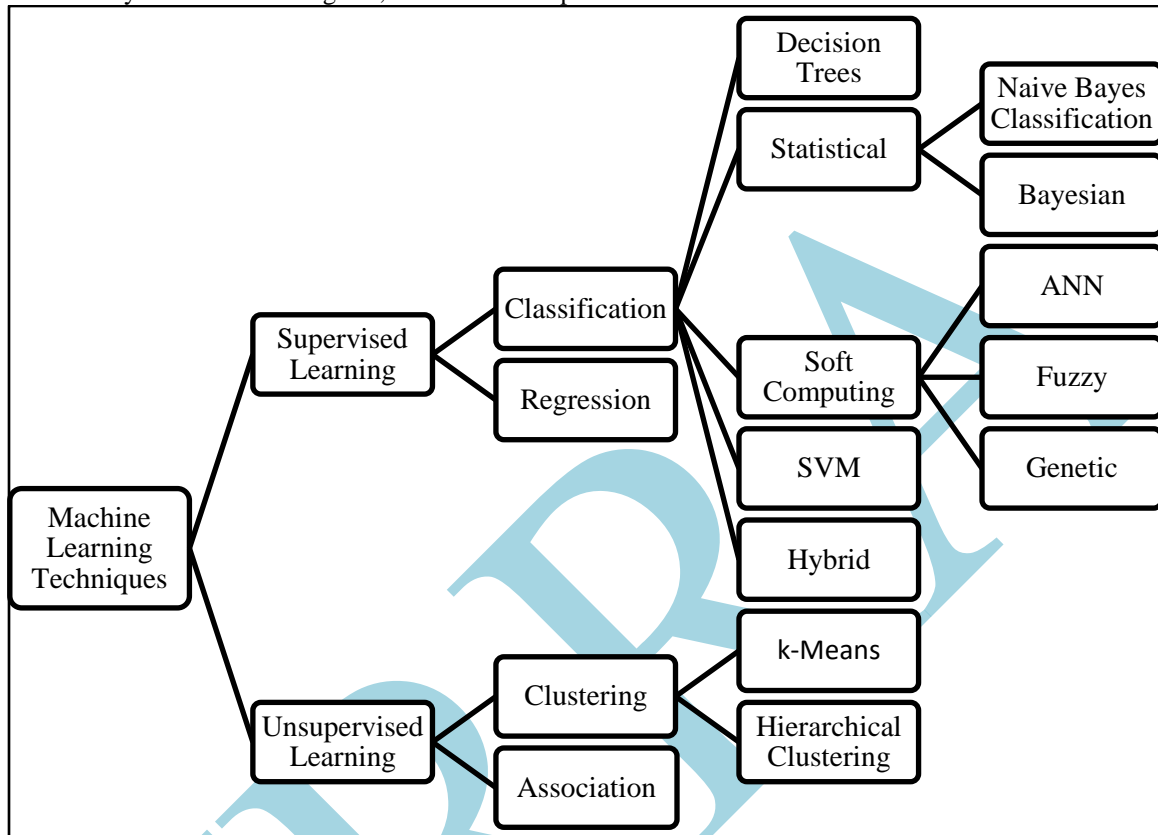 Decision
Trees
Naive Bayes
Classification
Statistical
Bayesian
Classification
ANN
Supervised
Learning
Soft
Computing
Fuzzy
Regression
SVM
Genetic
Machine
Learning
Techniques
Hybrid
k-Means
Clustering
Unsupervised
Learning
Hierarchical
Clustering
Association